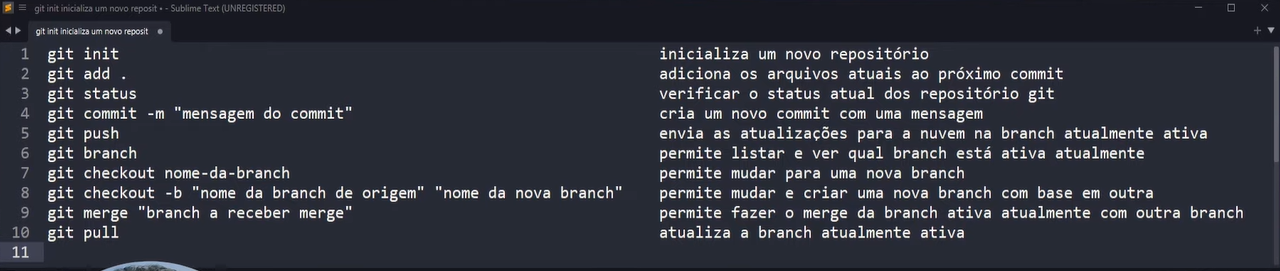 git init inicializa um novo reposit • - Sublime Text (UNREGISTERED)
git init inicializa um novo reposit
1 git init inicializa um novo repositório
2 git add . adiciona os arquivos atuais ao próximo commit
3 git status verificar o status atual dos repositório git
4 git commit -m "mensagem do commit" cria um novo commit com uma mensagem
5 git push envia as atualizações para a nuvem na branch atualmente ativa
6 git branch permite listar e ver qual branch está ativa atualmente
7 git checkout nome-da-branch permite mudar para uma nova branch
8 git checkout -b "nome da branch de origem" "nome da nova branch" permite mudar e criar uma nova branch com base em outra
9 git merge "branch a receber merge" permite fazer o merge da branch ativa atualmente com outra branch
10 git pull atualiza a branch atualmente ativa
11